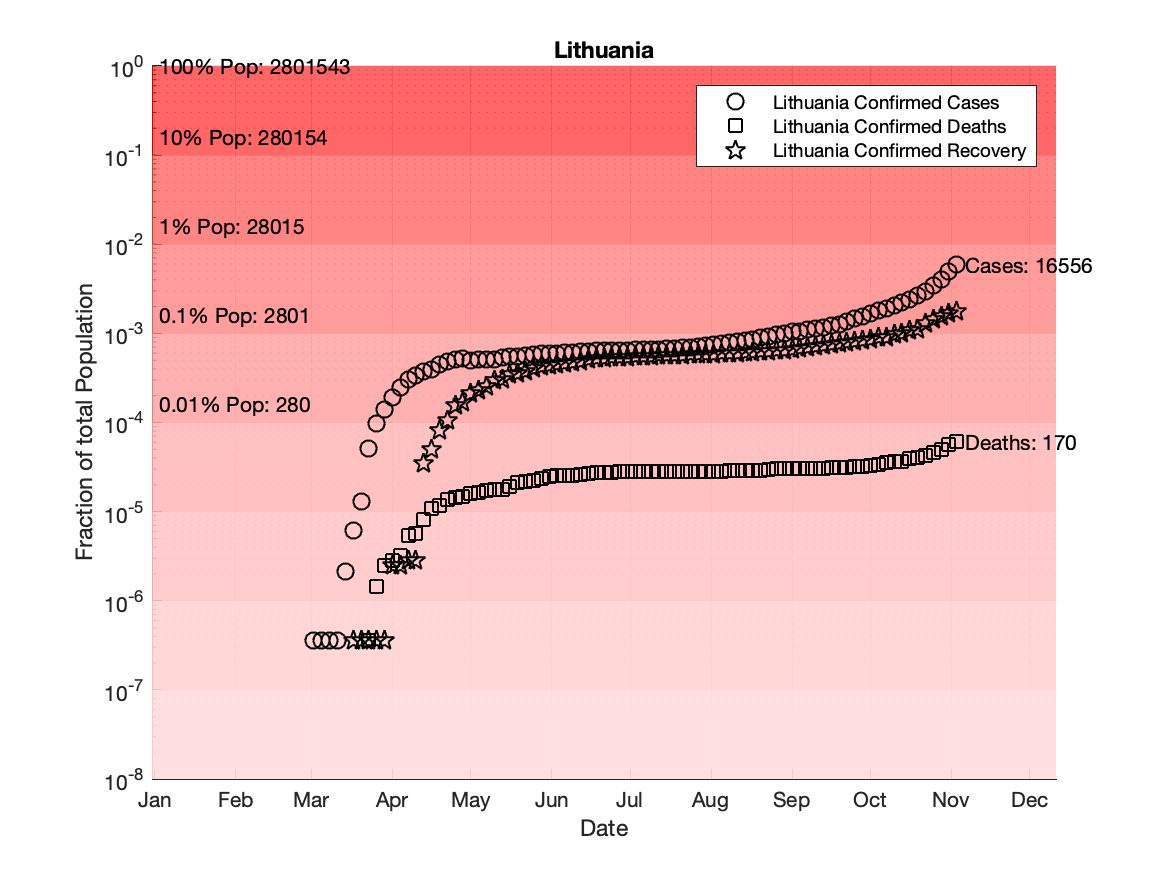 Lithuania
10^0
100% Pop: 2801543
Lithuania Confirmed Cases
Lithuania Confirmed Deaths
Lithuania Confirmed Recovery
10% Pop: 280154
10^-1
1% Pop: 28015
10^-2
Cases: 16556
0.1% Pop: 2801
10^-3
0.01% Pop: 280
10^-4
Deaths: 170
10^-5
10^-6
10^-7
10^-8
Fraction of total Population
Jan Feb Mar Apr May Jun Jul Aug Sep Oct Nov Dec
Date